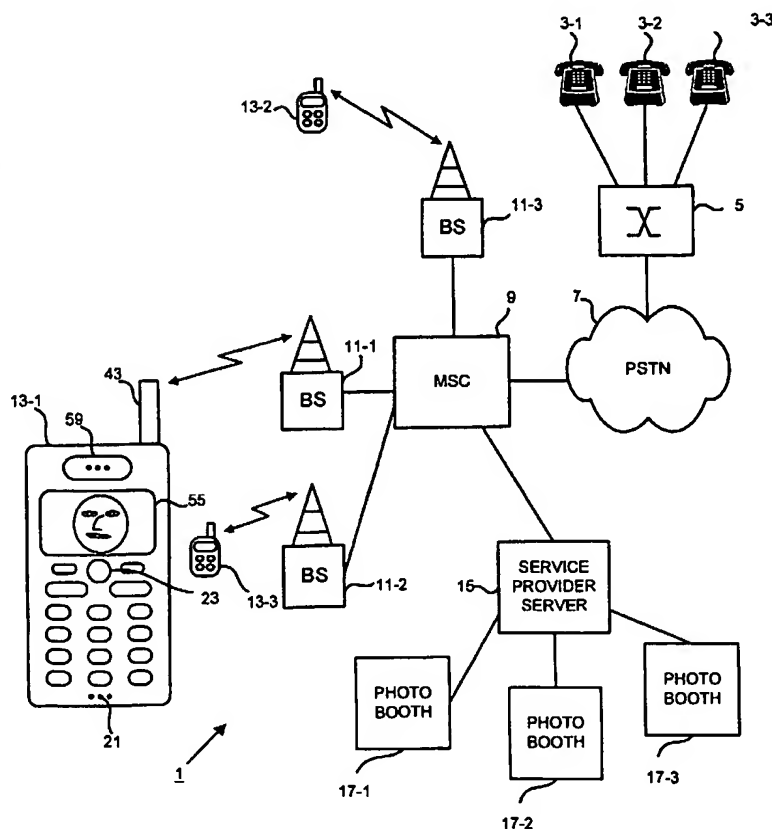 3-1
3-2
3-3
13-2
BS
11-3
5
7
9
43
11-1
MSC
PSTN
13-1
59
BS
55
15
SERVICE
PROVIDER
SERVER
BS
23
13-3
11-2
PHOTO
BOOTH
PHOTO
BOOTH
PHOTO
BOOTH
21
1
17-1
17-2
17-3